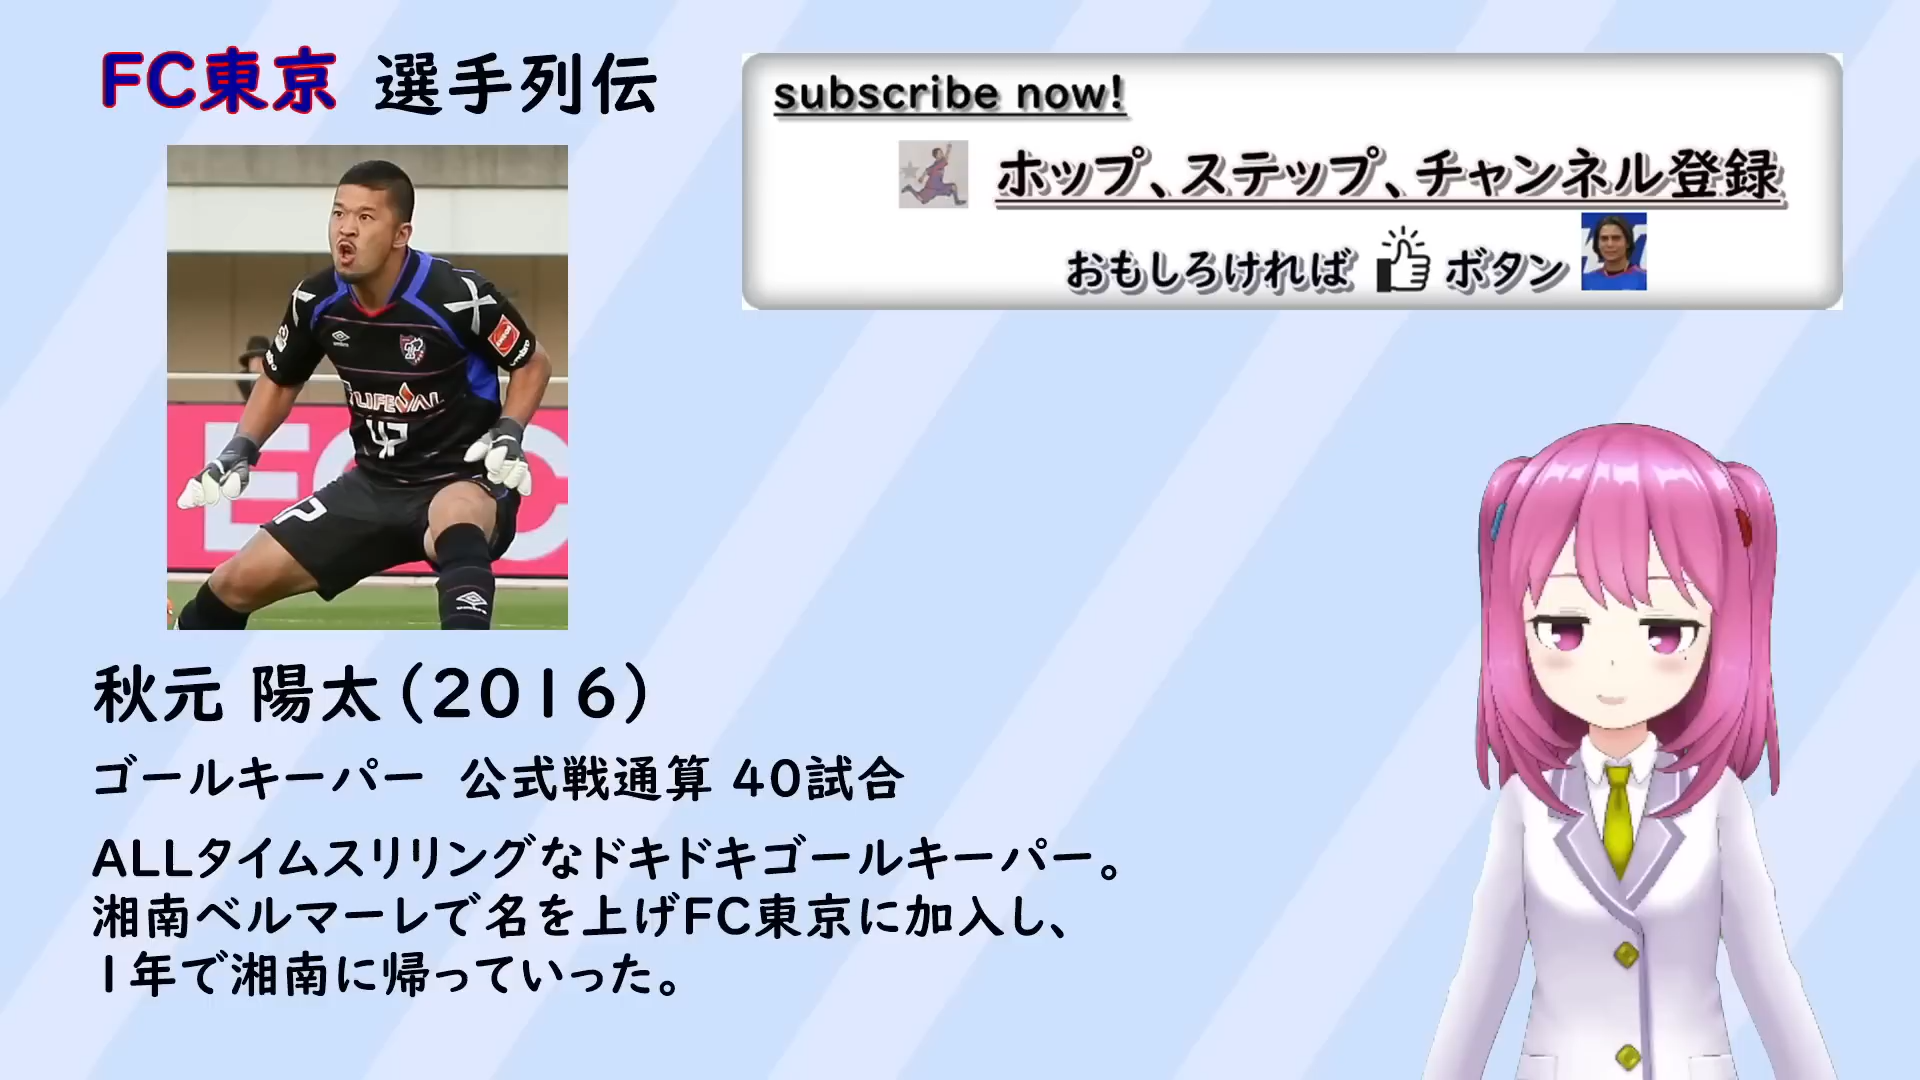 FC東京 選手列伝
subscribe now!
ホップ、ステップ、チャンネル登録
おもしろければ ボタン
umbro
LIFEVAL
47
47
秋元 陽太（2016）
ゴールキーパー 公式戦通算 40試合
ALLタイムスリリングなドキドキゴールキーパー。
湘南ベルマーレで名を上げFC東京に加入し、
1年で湘南に帰っていった。